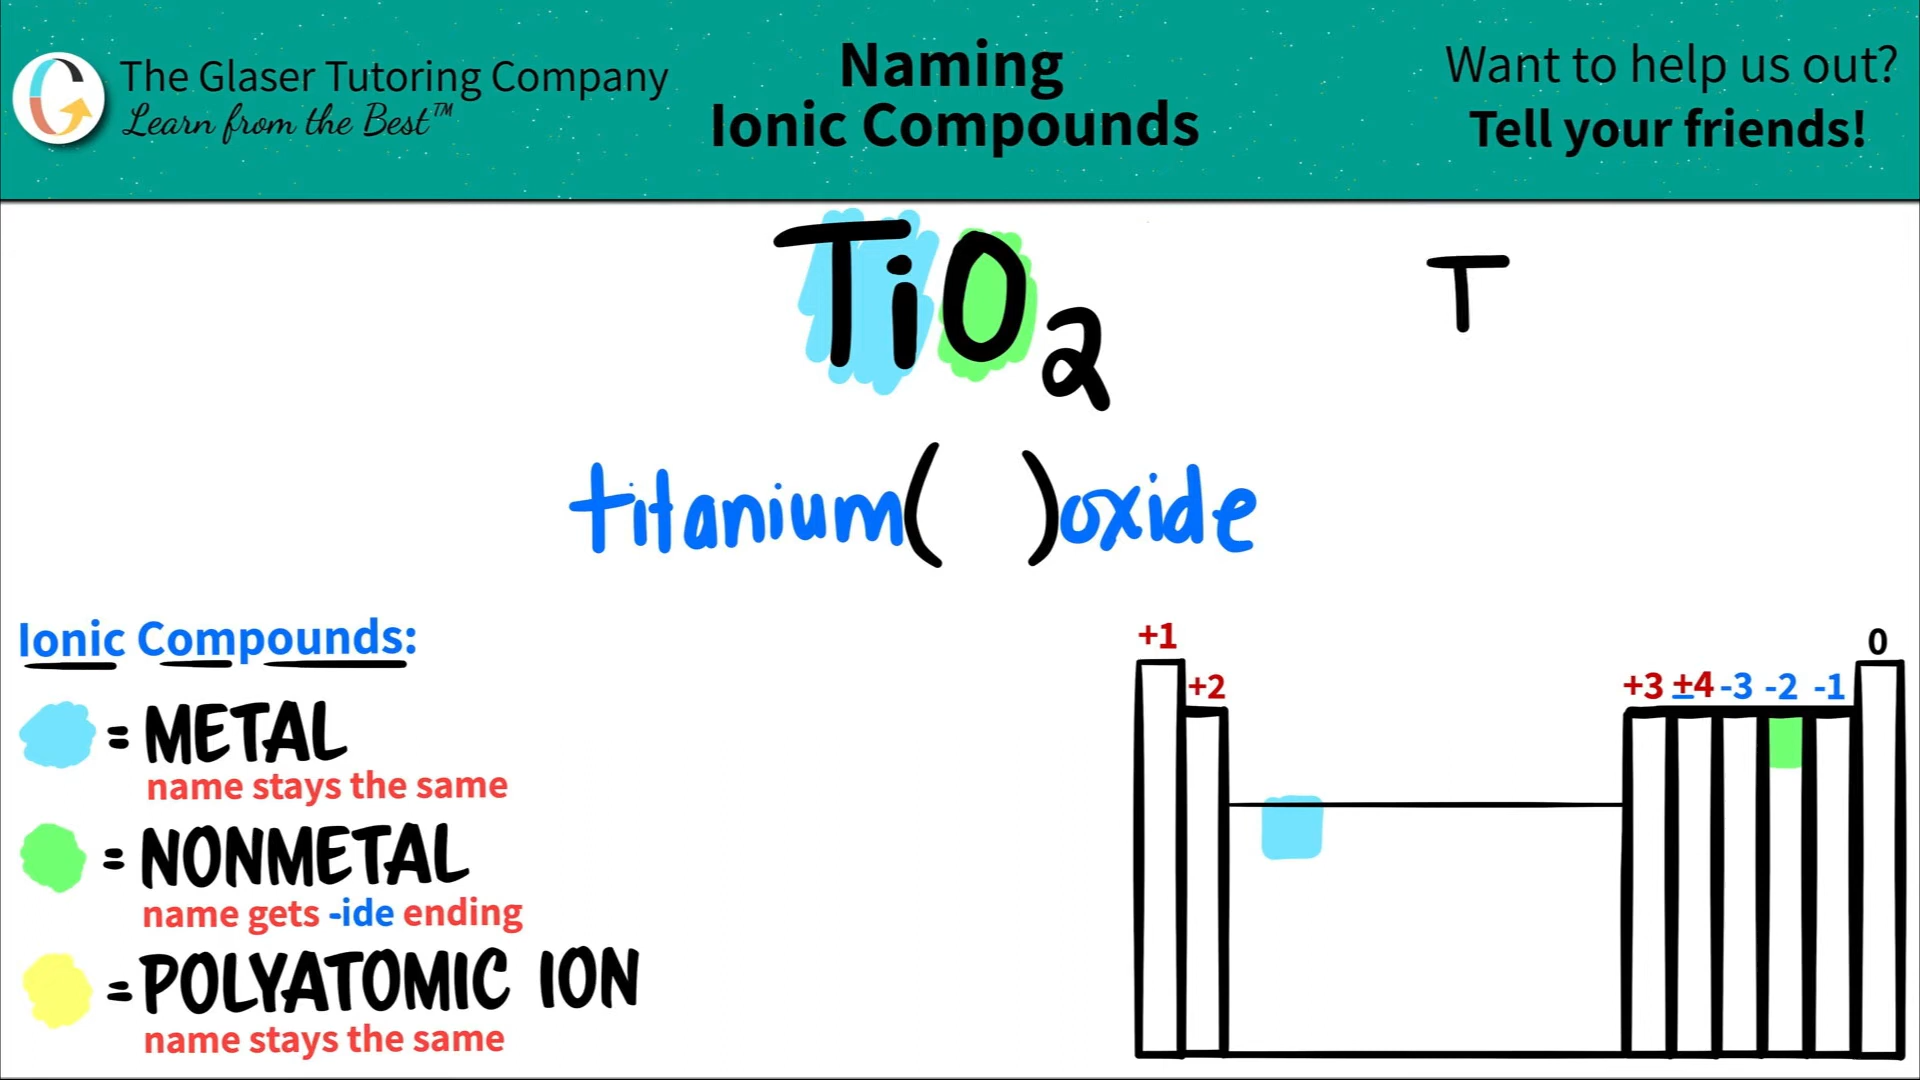 The Glaser Tutoring Company
Learn from the Best™
Naming
Ionic Compounds
Want to help us out?
Tell your friends!
TiO₂
T
titanium( )oxide
Ionic Compounds:
= METAL
name stays the same
= NONMETAL
name gets -ide ending
= POLYATOMIC ION
name stays the same
+1
0
+2
+3 ±4 -3 -2 -1